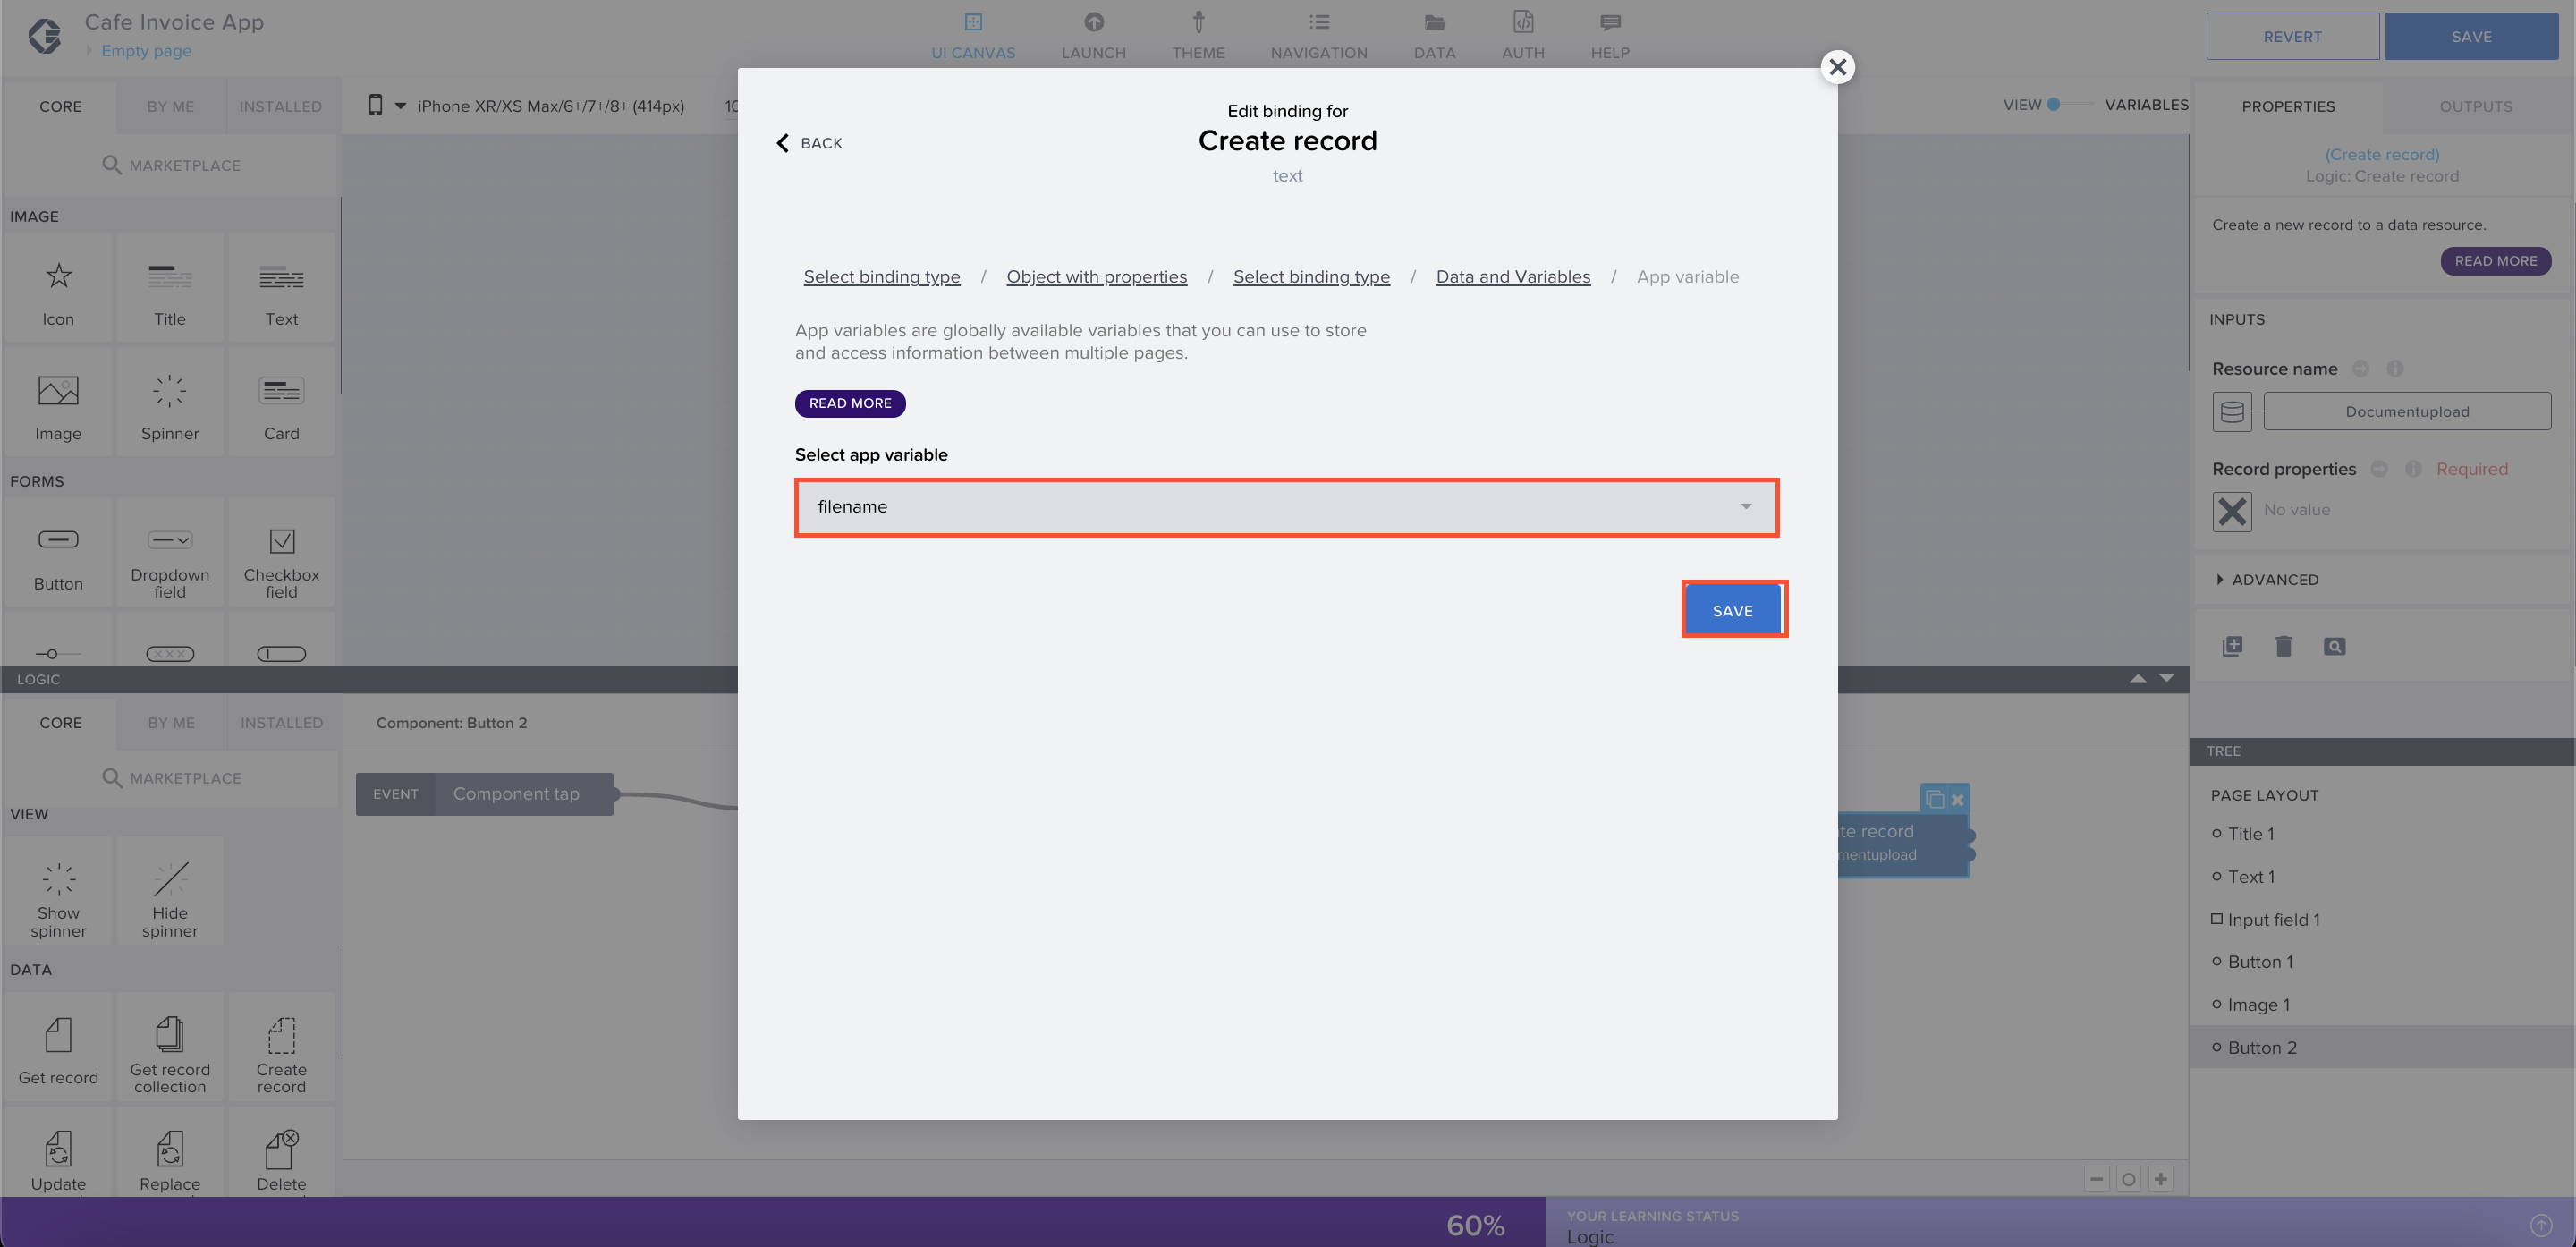 Cafe Invoice App
Empty page
UI CANVAS
LAUNCH
THEME
NAVIGATION
DATA
AUTH
HELP
REVERT
SAVE
CORE
BY ME
INSTALLED
iPhone XR/XS Max/6+/7+/8+ (414px)
10
VIEW
VARIABLES
PROPERTIES
OUTPUTS
MARKETPLACE
IMAGE
Icon
Title
Text
Image
Spinner
Card
FORMS
Button
Dropdown
field
Checkbox
field
LOGIC
CORE
BY ME
INSTALLED
Component: Button 2
MARKETPLACE
EVENT
Component tap
VIEW
Show
spinner
Hide
spinner
DATA
Get record
Get record
collection
Create
record
Update
Replace
Delete
Edit binding for
BACK
Create record
text
Select binding type / Object with properties / Select binding type / Data and Variables / App variable
App variables are globally available variables that you can use to store
and access information between multiple pages.
READ MORE
Select app variable
filename
SAVE
te record
mentupload
(Create record)
Logic: Create record
Create a new record to a data resource.
READ MORE
INPUTS
Resource name
Documentupload
Record properties
Required
No value
ADVANCED
TREE
PAGE LAYOUT
Title 1
Text 1
Input field 1
Button 1
Image 1
Button 2
60%
YOUR LEARNING STATUS
Logic